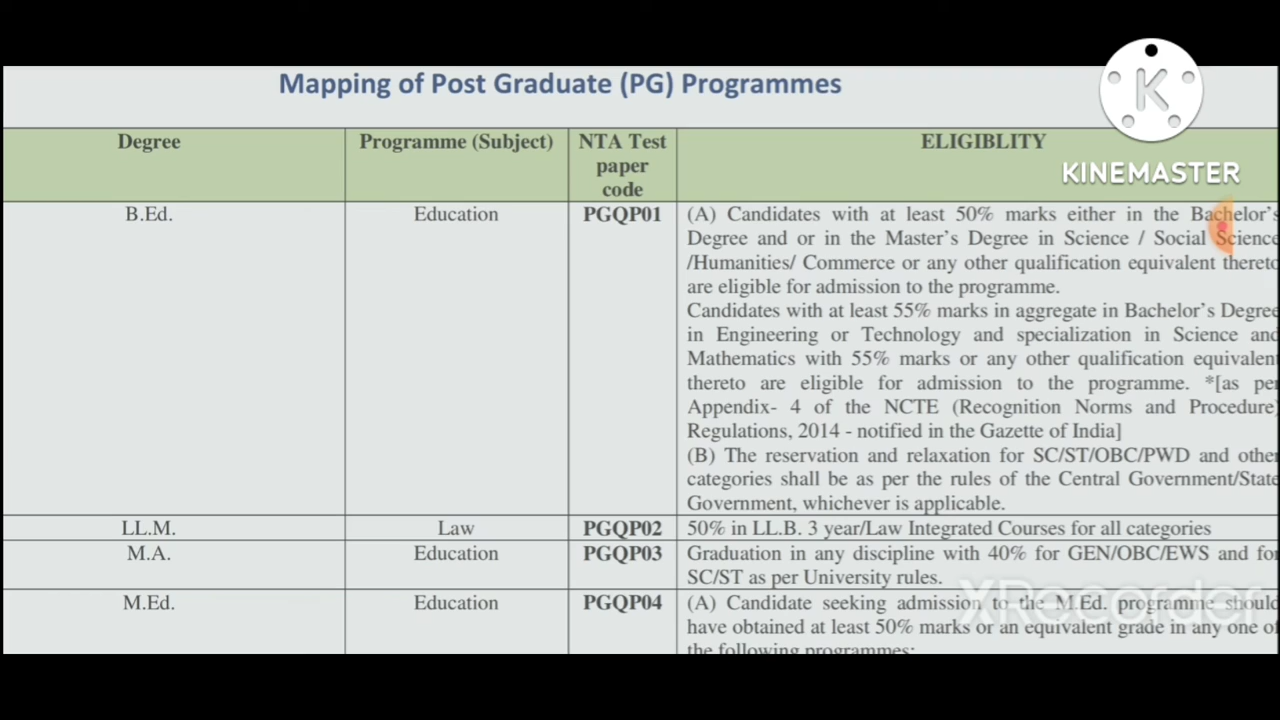 Mapping of Post Graduate (PG) Programmes
K
KINEMASTER
Degree
Programme (Subject)
NTA Test
paper
code
ELIGIBLITY
B.Ed.
Education
PGQP01
(A) Candidates with at least 50% marks either in the Bachelor's
Degree and or in the Master's Degree in Science / Social Science
/Humanities/ Commerce or any other qualification equivalent thereto
are eligible for admission to the programme.
Candidates with at least 55% marks in aggregate in Bachelor's Degree
in Engineering or Technology and specialization in Science and
Mathematics with 55% marks or any other qualification equivalent
thereto are eligible for admission to the programme. *[as per
Appendix- 4 of the NCTE (Recognition Norms and Procedure)
Regulations, 2014 - notified in the Gazette of India]
(B) The reservation and relaxation for SC/ST/OBC/PWD and other
categories shall be as per the rules of the Central Government/State
Government, whichever is applicable.
LL.M.
Law
PGQP02
50% in LL.B. 3 year/Law Integrated Courses for all categories
M.A.
Education
PGQP03
Graduation in any discipline with 40% for GEN/OBC/EWS and for
SC/ST as per University rules.
M.Ed.
Education
PGQP04
(A) Candidate seeking admission to the M.Ed. programme should
have obtained at least 50% marks or an equivalent grade in any one of
the following programmes:
XRecorder